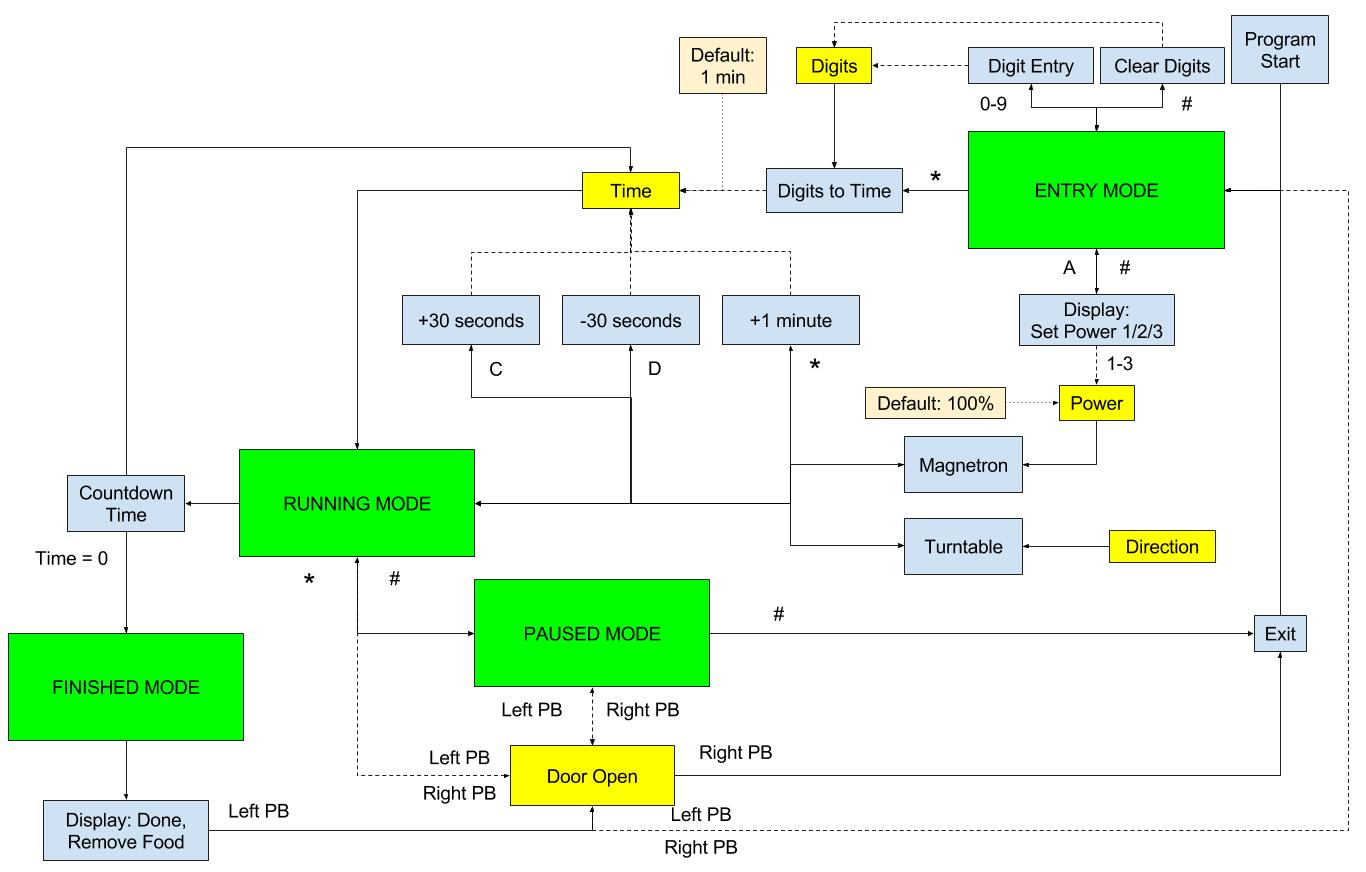 Program
Start
Default:
1 min
Digits
Digit Entry
Clear Digits
0-9
#
Time
Digits to Time
*
ENTRY MODE
A
#
+30 seconds
-30 seconds
+1 minute
Display:
Set Power 1/2/3
C
D
*
1-3
Default: 100%
Power
Magnetron
Countdown
Time
RUNNING MODE
Turntable
Direction
Time = 0
*
#
PAUSED MODE
#
Exit
FINISHED MODE
Left PB
Right PB
Left PB
Right PB
Door Open
Right PB
Display: Done,
Remove Food
Left PB
Left PB
Right PB